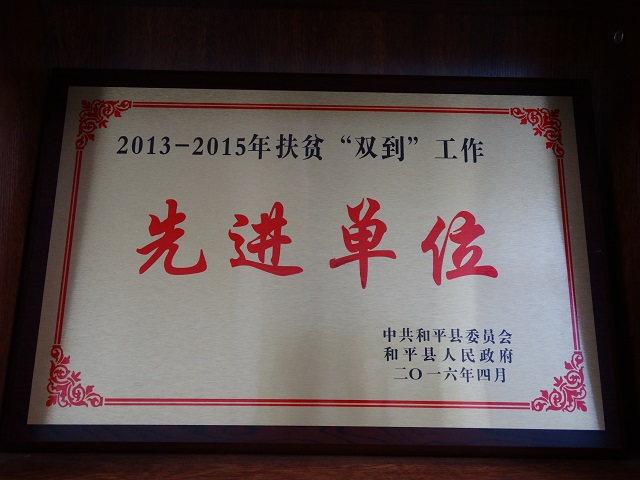 2013-2015年扶贫“双到”工作
先进单位
中共和平县委员会
和平县人民政府
二〇一六年四月